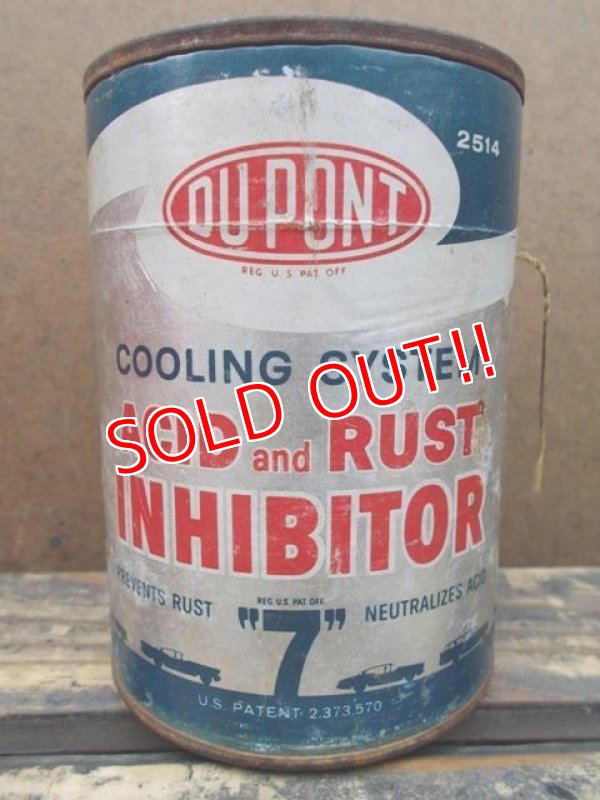 2514
DU PONT
REG. U.S. PAT. OFF.
COOLING SYSTEM
SOLD OUT!!
ACID and RUST
INHIBITOR
PREVENTS RUST
REG. U.S. PAT. OFF.
"7"
NEUTRALIZES ACID
U.S. PATENT 2.373.570